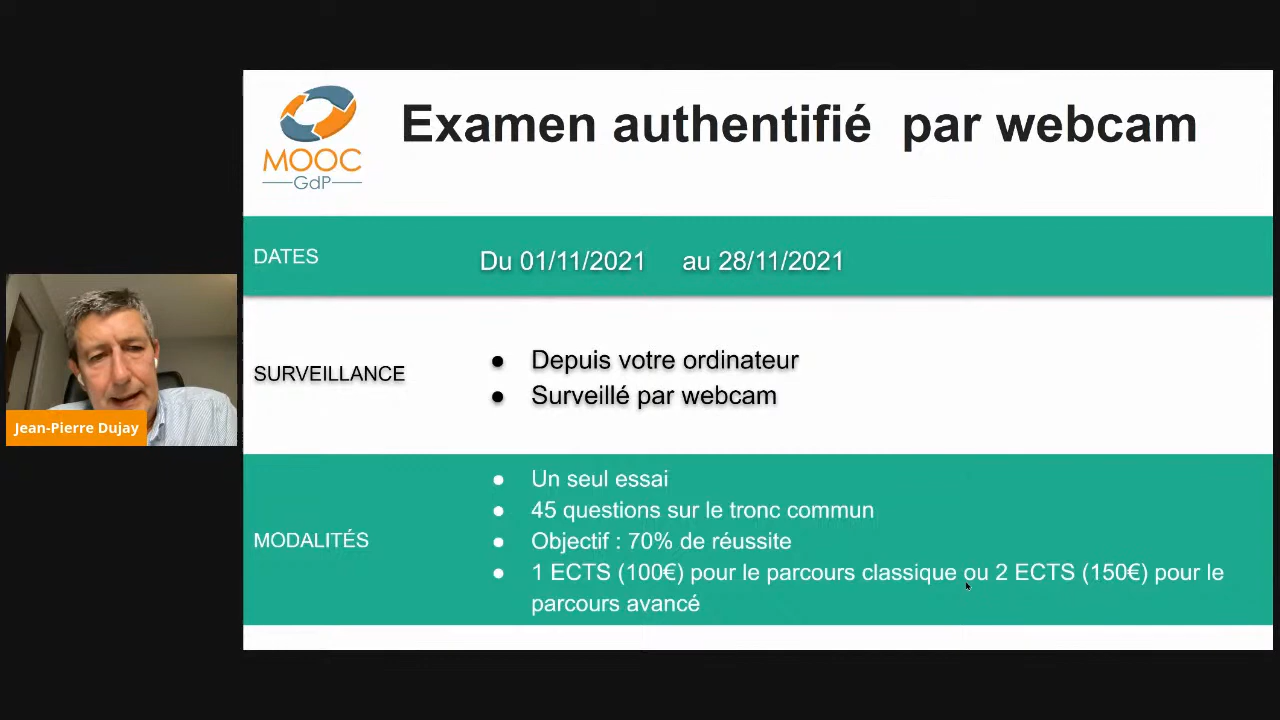 MOOC
GdP
Examen authentifié par webcam
DATES
Du 01/11/2021 au 28/11/2021
SURVEILLANCE
● Depuis votre ordinateur
● Surveillé par webcam
Jean-Pierre Dujay
MODALITÉS
● Un seul essai
● 45 questions sur le tronc commun
● Objectif : 70% de réussite
● 1 ECTS (100€) pour le parcours classique ou 2 ECTS (150€) pour le
parcours avancé